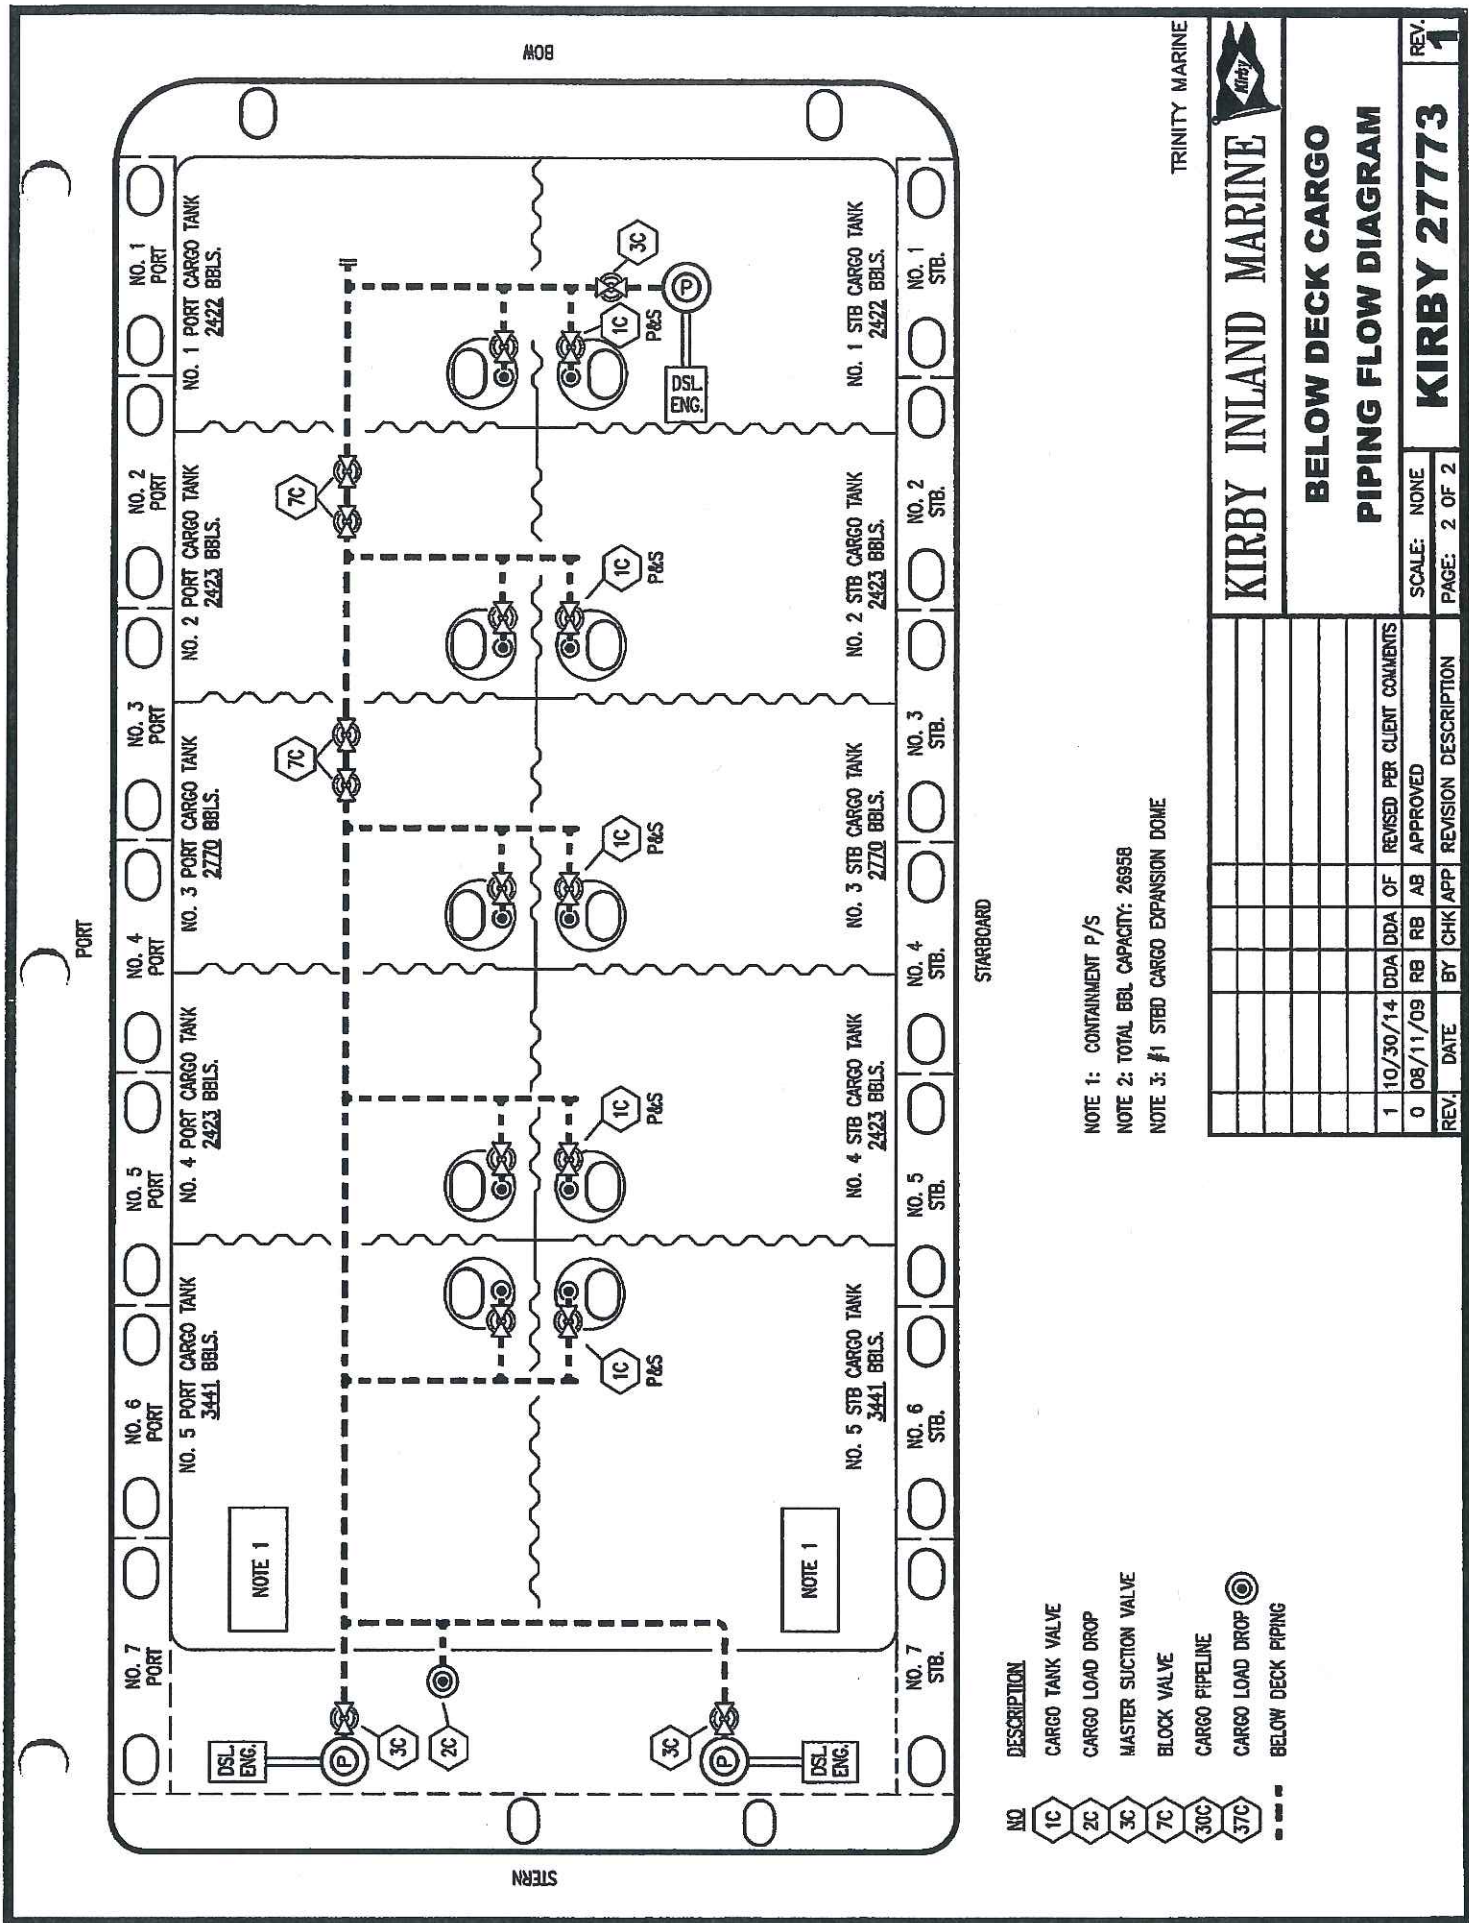 BOW
PORT
STARBOARD
STERN
NO. 7
PORT
NO. 6
PORT
NO. 5
PORT
NO. 4
PORT
NO. 3
PORT
NO. 2
PORT
NO. 1
PORT
NO. 5 PORT CARGO TANK
3441 BBLS.
NO. 4 PORT CARGO TANK
2423 BBLS.
NO. 3 PORT CARGO TANK
2770 BBLS.
NO. 2 PORT CARGO TANK
2423 BBLS.
NO. 1 PORT CARGO TANK
2422 BBLS.
NOTE 1
7C
7C
DSL.
ENG.
P
3C
2C
3C
P
DSL.
ENG.
1C
P&S
1C
P&S
1C
P&S
1C
P&S
1C
P&S
3C
P
DSL.
ENG.
NOTE 1
NO. 5 STB CARGO TANK
3441 BBLS.
NO. 4 STB CARGO TANK
2423 BBLS.
NO. 3 STB CARGO TANK
2770 BBLS.
NO. 2 STB CARGO TANK
2423 BBLS.
NO. 1 STB CARGO TANK
2422 BBLS.
NO. 7
STB.
NO. 6
STB.
NO. 5
STB.
NO. 4
STB.
NO. 3
STB.
NO. 2
STB.
NO. 1
STB.
NO DESCRIPTION
1C CARGO TANK VALVE
2C CARGO LOAD DROP
3C MASTER SUCTION VALVE
7C BLOCK VALVE
30C CARGO PIPELINE
37C CARGO LOAD DROP
BELOW DECK PIPING
NOTE 1: CONTAINMENT P/S
NOTE 2: TOTAL BBL CAPACITY: 26958
NOTE 3: #1 STBD CARGO EXPANSION DOME
TRINITY MARINE
KIRBY INLAND MARINE
Kirby
BELOW DECK CARGO
PIPING FLOW DIAGRAM
1 10/30/14 DDA DDA OF REVISED PER CLIENT COMMENTS
0 08/11/09 RB RB AB APPROVED
REV. DATE BY CHK APP REVISION DESCRIPTION
SCALE: NONE
PAGE: 2 OF 2
KIRBY 27773
REV.
1